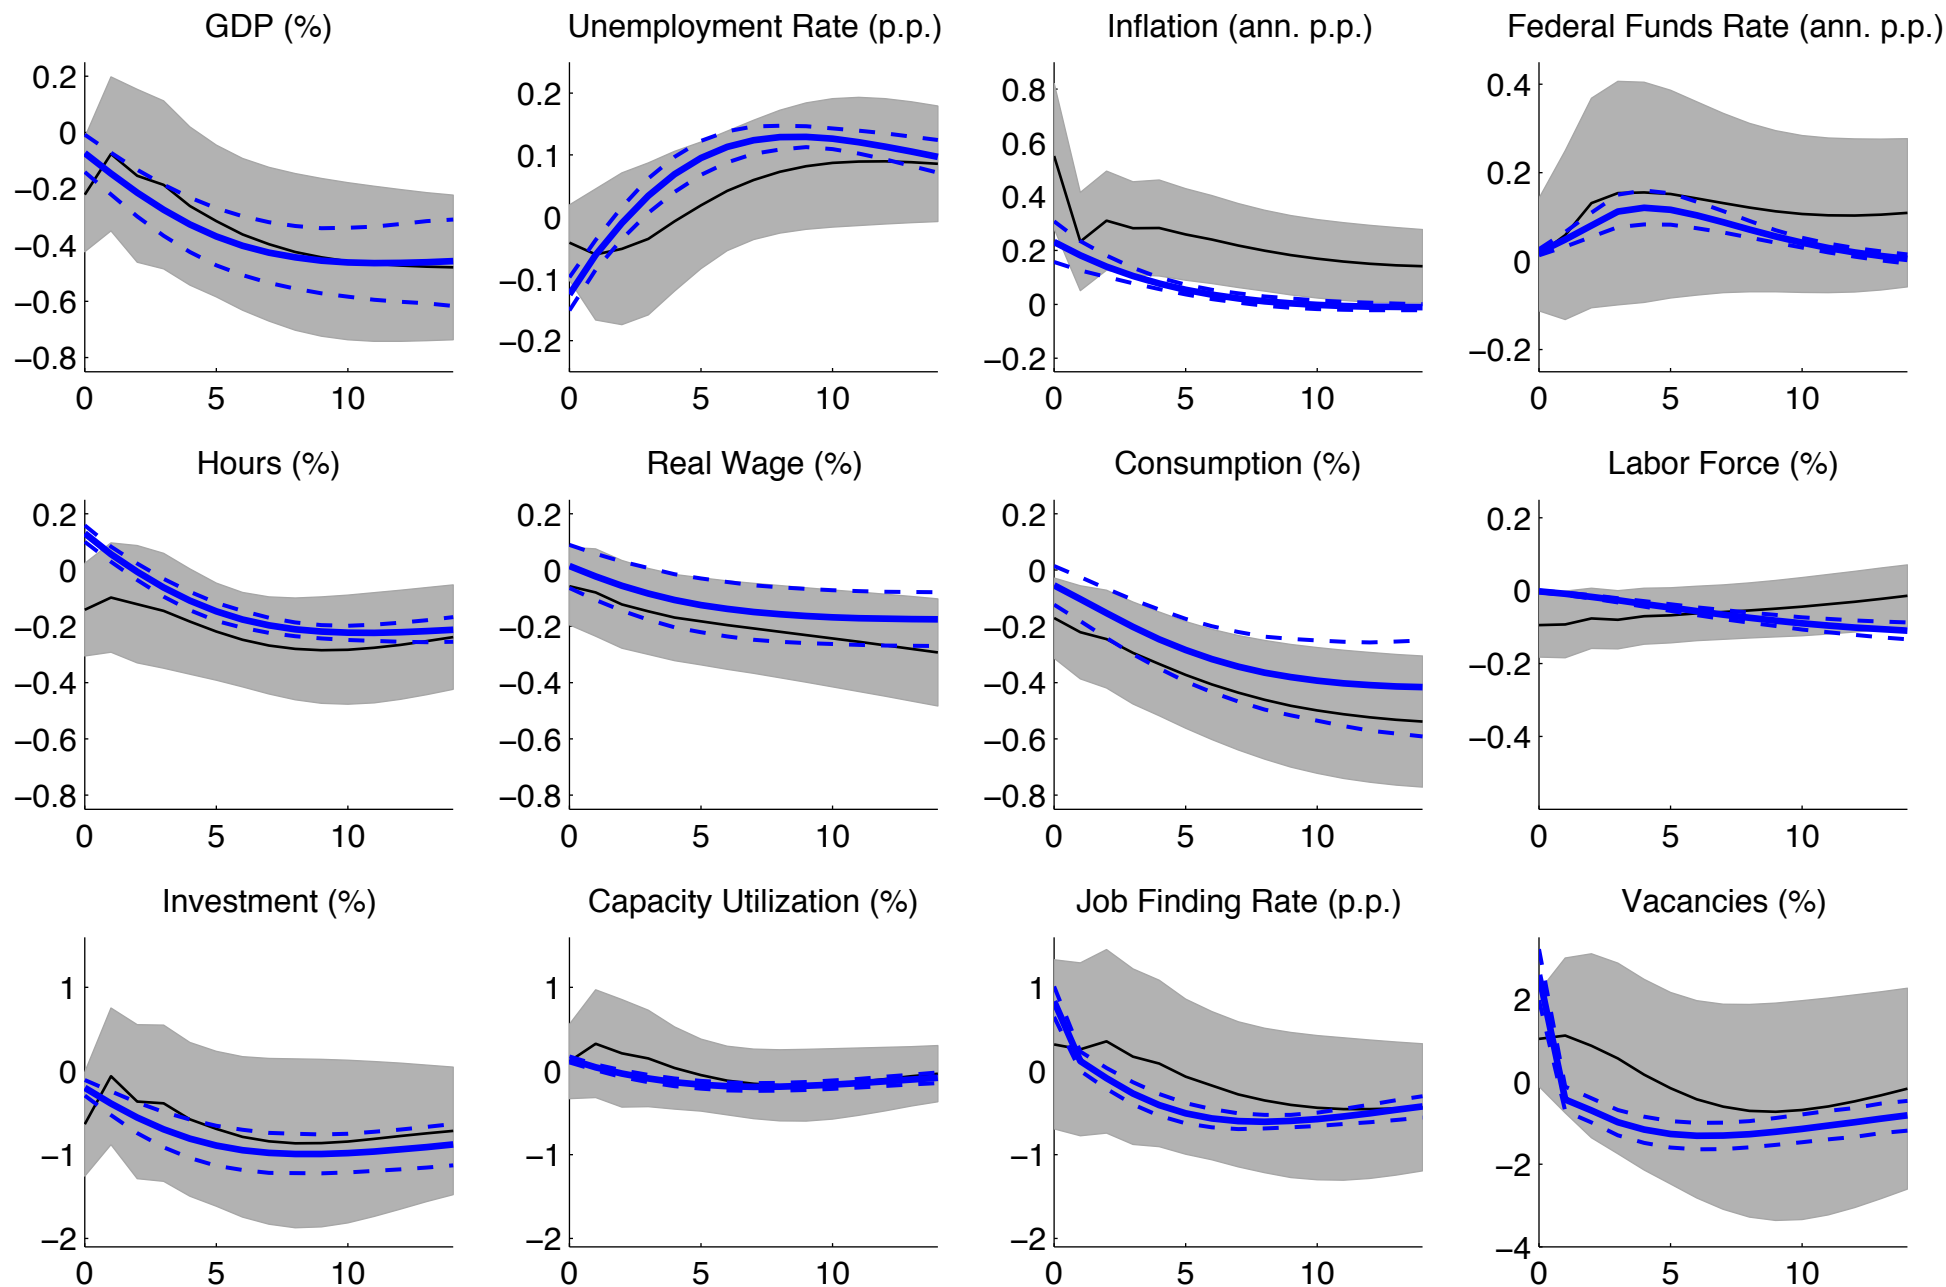 GDP (%)
Unemployment Rate (p.p.)
Inflation (ann. p.p.)
Federal Funds Rate (ann. p.p.)
0.2
0
−0.2
−0.4
−0.6
−0.8
0 5 10
0.2
0.1
0
−0.1
−0.2
0 5 10
0.8
0.6
0.4
0.2
0
−0.2
0 5 10
0.4
0.2
0
−0.2
0 5 10
Hours (%)
Real Wage (%)
Consumption (%)
Labor Force (%)
0.2
0
−0.2
−0.4
−0.6
−0.8
0 5 10
0.2
0
−0.2
−0.4
−0.6
−0.8
0 5 10
0.2
0
−0.2
−0.4
−0.6
−0.8
0 5 10
0.2
0
−0.2
−0.4
0 5 10
Investment (%)
Capacity Utilization (%)
Job Finding Rate (p.p.)
Vacancies (%)
1
0
−1
−2
0 5 10
1
0
−1
−2
0 5 10
1
0
−1
−2
0 5 10
2
0
−2
−4
0 5 10